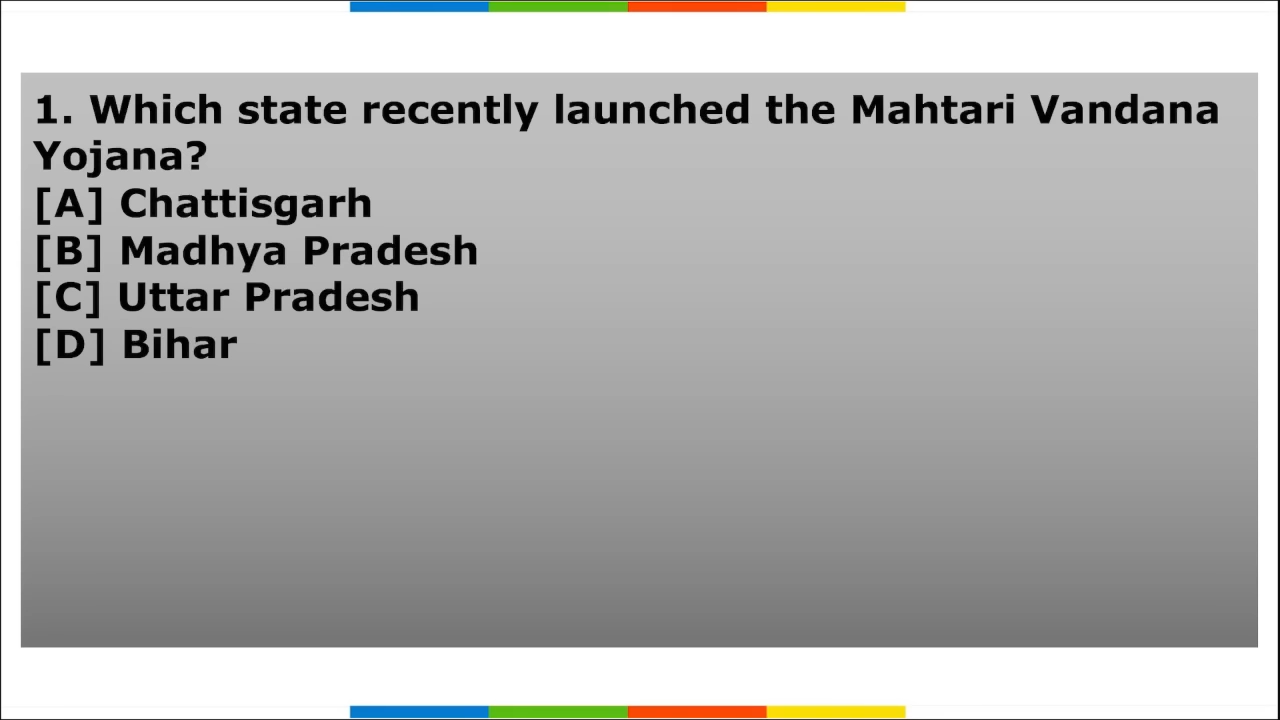 1. Which state recently launched the Mahtari Vandana
Yojana?
[A] Chattisgarh
[B] Madhya Pradesh
[C] Uttar Pradesh
[D] Bihar